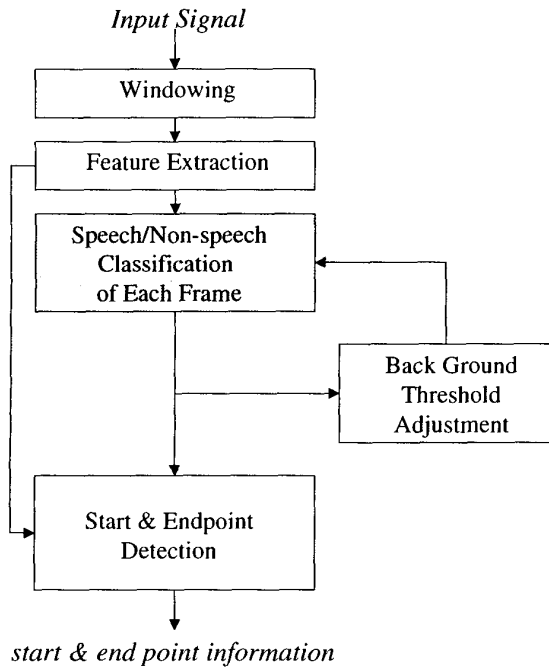 Input Signal
Windowing
Feature Extraction
Speech/Non-speech
Classification
of Each Frame
Back Ground
Threshold
Adjustment
Start & Endpoint
Detection
start & end point information